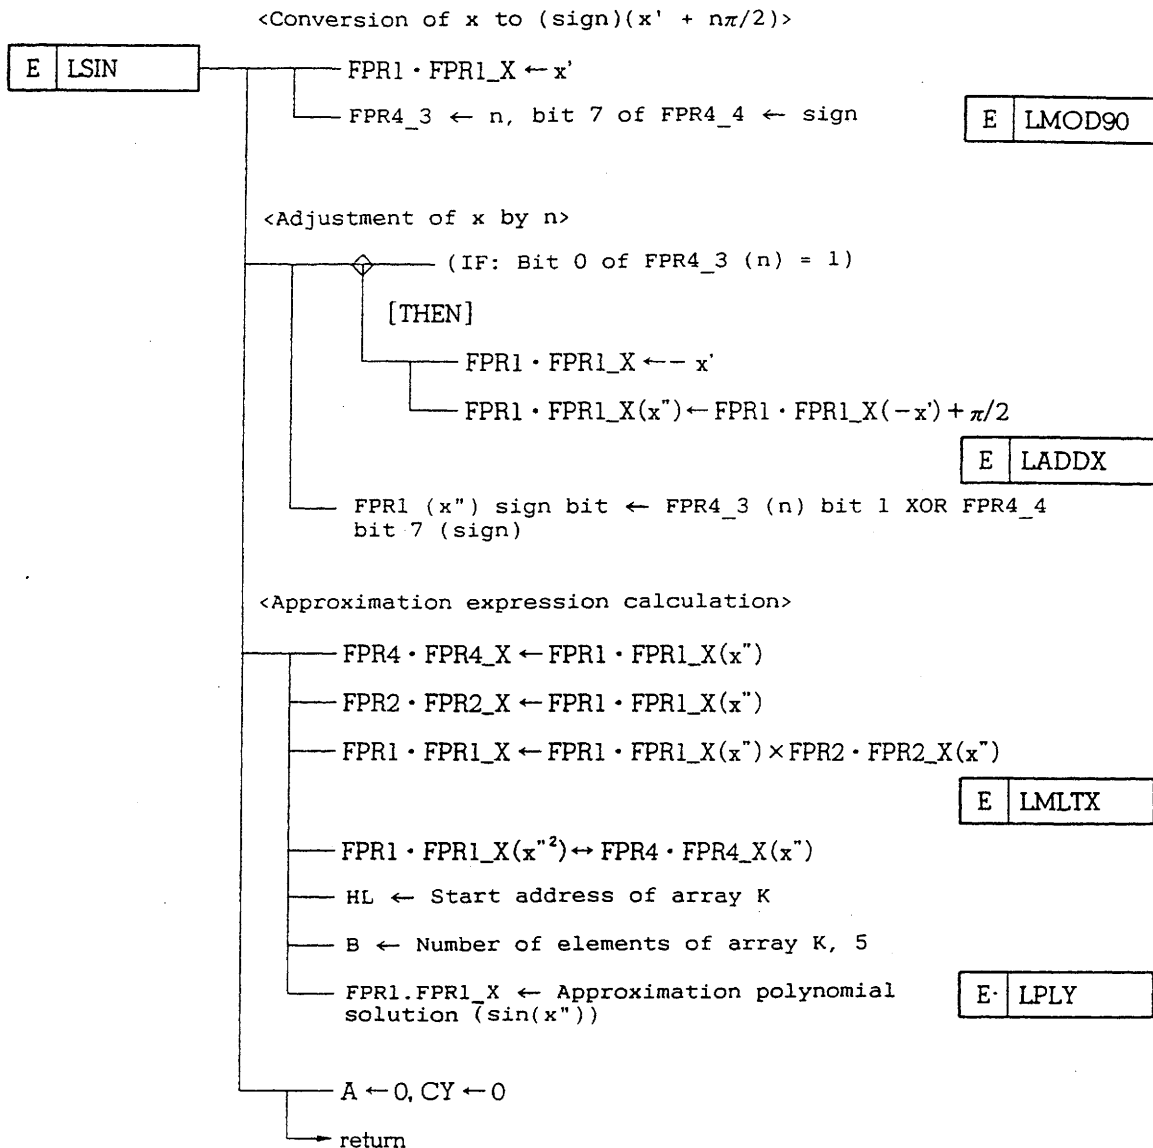 <Conversion of x to (sign)(x' + nπ/2)>
E LSIN
FPR1・FPR1_X ← x'
FPR4_3 ← n, bit 7 of FPR4_4 ← sign
E LMOD90
<Adjustment of x by n>
(IF: Bit 0 of FPR4_3 (n) = 1)
[THEN]
FPR1・FPR1_X ← - x'
FPR1・FPR1_X(x") ← FPR1・FPR1_X(-x') + π/2
E LADDX
FPR1 (x") sign bit ← FPR4_3 (n) bit 1 XOR FPR4_4
bit 7 (sign)
<Approximation expression calculation>
FPR4・FPR4_X ← FPR1・FPR1_X(x")
FPR2・FPR2_X ← FPR1・FPR1_X(x")
FPR1・FPR1_X ← FPR1・FPR1_X(x") × FPR2・FPR2_X(x")
E LMLTX
FPR1・FPR1_X(x"²) ↔ FPR4・FPR4_X(x")
HL ← Start address of array K
B ← Number of elements of array K, 5
FPR1.FPR1_X ← Approximation polynomial
solution (sin(x"))
E LPLY
A ← 0, CY ← 0
return